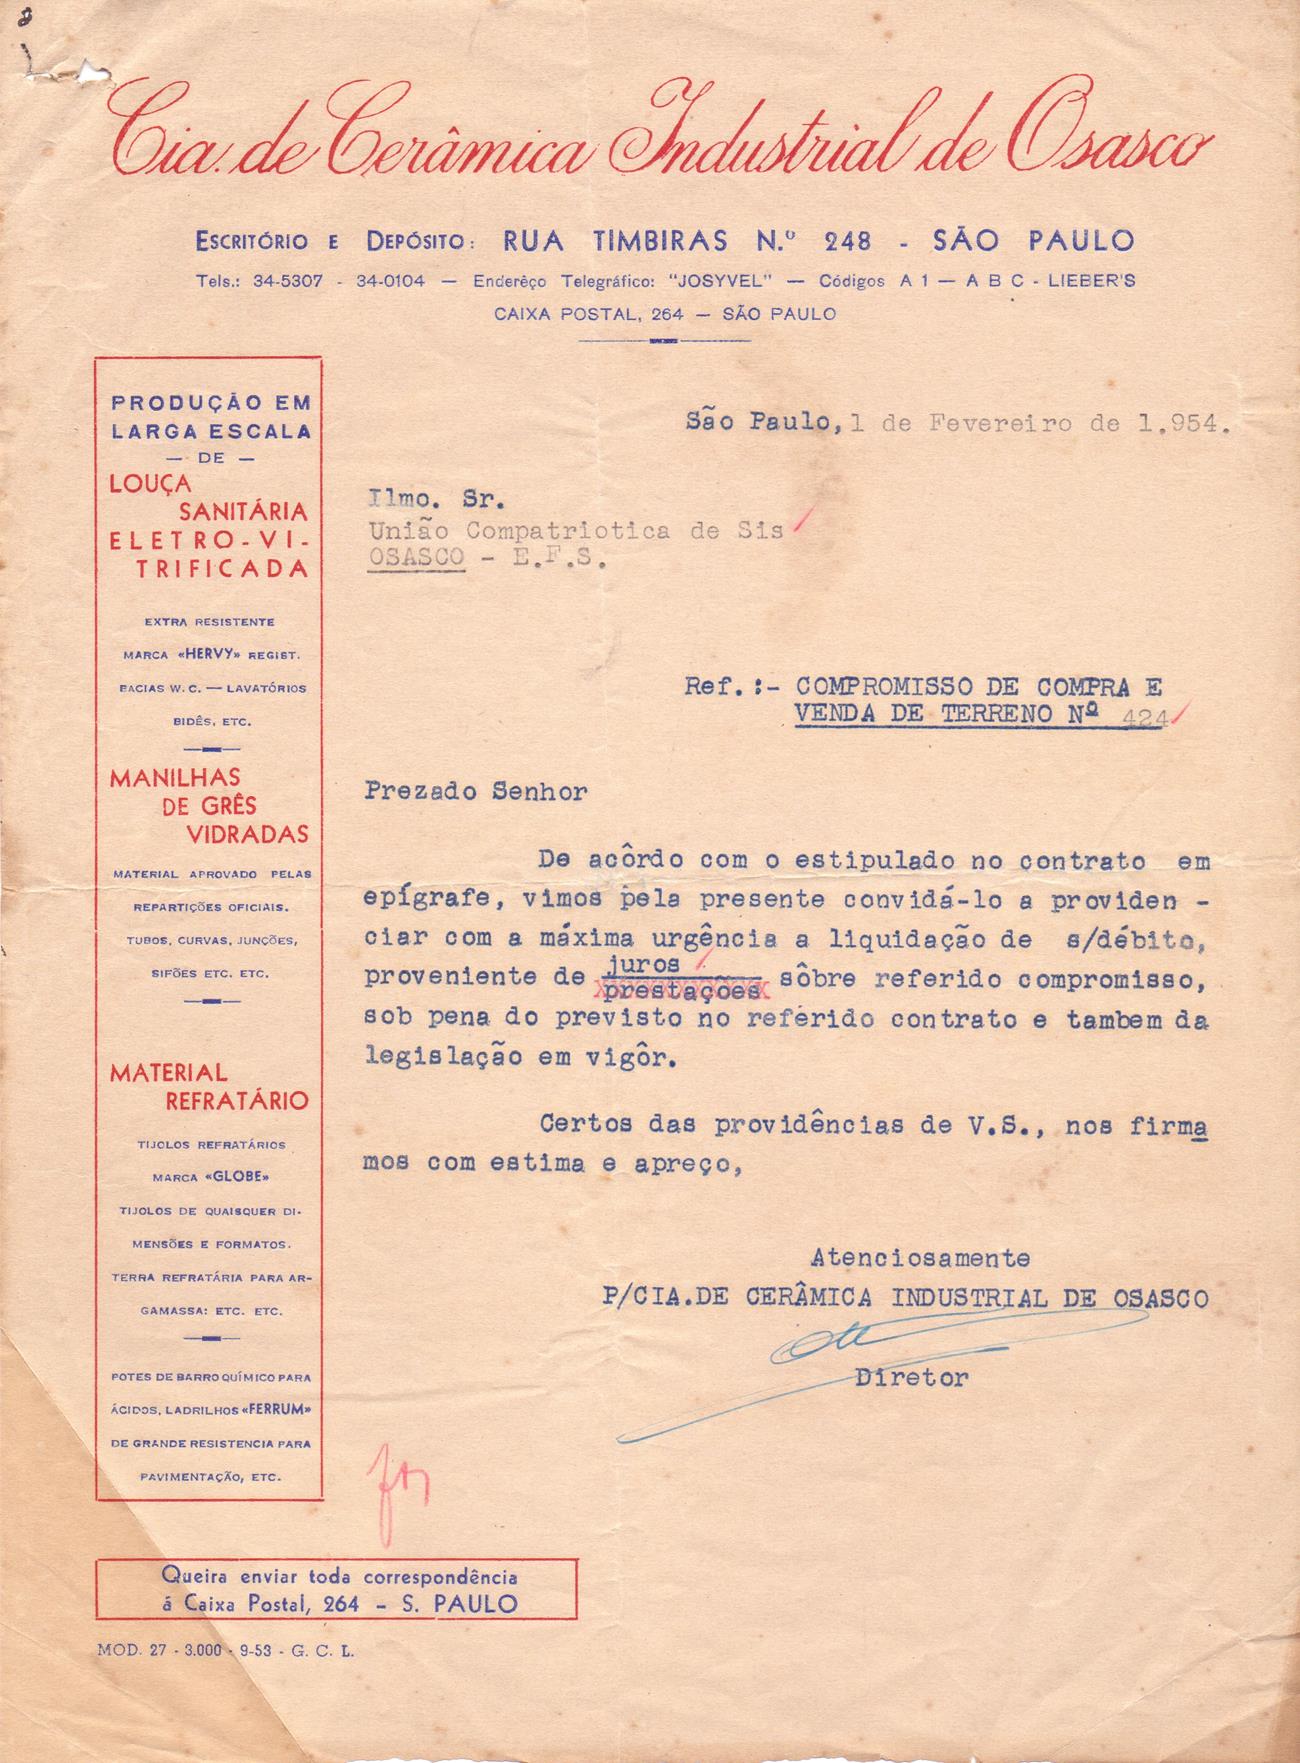 Cia. de Cerâmica Industrial de Osasco
ESCRITÓRIO E DEPÓSITO: RUA TIMBIRAS N.º 248 - SÃO PAULO
Tels.: 34-5307 - 34-0104 — Enderêço Telegráfico: "JOSYVEL" — Códigos A 1 — A B C - LIEBER'S
CAIXA POSTAL, 264 — SÃO PAULO
São Paulo, 1 de Fevereiro de 1.954.
Ilmo. Sr.
União Compatriotica de Sis
OSASCO - E.F.S.
Ref.:- COMPROMISSO DE COMPRA E
VENDA DE TERRENO Nº 424
Prezado Senhor
De acôrdo com o estipulado no contrato em
epígrafe, vimos pela presente convidá-lo a providen -
ciar com a máxima urgência a liquidação de s/débito,
juros
proveniente de prestações sôbre referido compromisso,
sob pena do previsto no referido contrato e tambem da
legislação em vigôr.
Certos das providências de V.S., nos firma
mos com estima e apreço,
Atenciosamente
P/CIA.DE CERÂMICA INDUSTRIAL DE OSASCO
Diretor
PRODUÇÃO EM
LARGA ESCALA
— DE —
LOUÇA
SANITÁRIA
ELETRO-VI-
TRIFICADA
EXTRA RESISTENTE
MARCA «HERVY» REGIST.
BACIAS W. C. — LAVATÓRIOS
BIDÊS, ETC.
MANILHAS
DE GRÊS
VIDRADAS
MATERIAL APROVADO PELAS
REPARTIÇÕES OFICIAIS.
TUBOS, CURVAS, JUNÇÕES,
SIFÕES ETC. ETC.
MATERIAL
REFRATÁRIO
TIJOLOS REFRATÁRIOS
MARCA «GLOBE»
TIJOLOS DE QUAISQUER DI-
MENSÕES E FORMATOS.
TERRA REFRATÁRIA PARA AR-
GAMASSA: ETC. ETC.
POTES DE BARRO QUÍMICO PARA
ÁCIDOS, LADRILHOS «FERRUM»
DE GRANDE RESISTENCIA PARA
PAVIMENTAÇÃO, ETC.
Queira enviar toda correspondência
á Caixa Postal, 264 - S. PAULO
MOD. 27 - 3.000 - 9-53 - G. C. L.